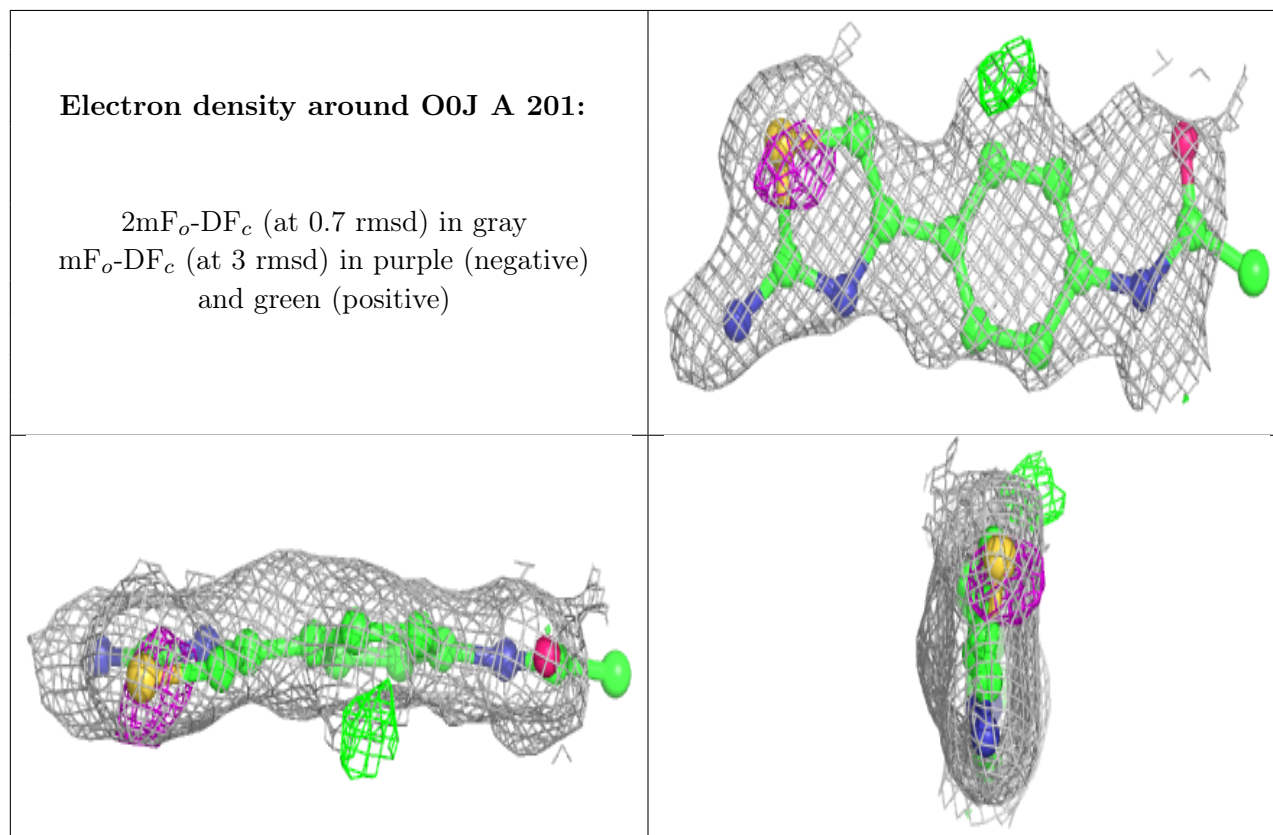 Electron density around O0J A 201:
2mFo-DFc (at 0.7 rmsd) in gray
mFo-DFc (at 3 rmsd) in purple (negative)
and green (positive)